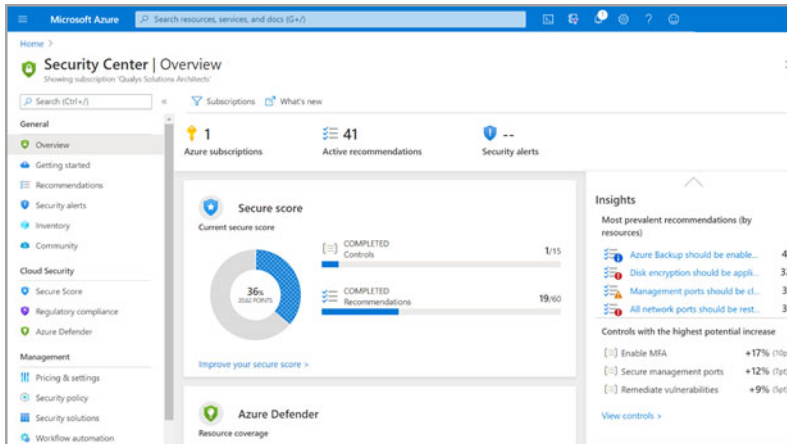 Microsoft Azure
Search resources, services, and docs (G+/)
Home >
Security Center | Overview
Showing subscription 'Qualys Solutions Architects'
Search (Ctrl+/)
«
Subscriptions
What's new
General
Overview
Getting started
Recommendations
Security alerts
Inventory
Community
Cloud Security
Secure Score
Regulatory compliance
Azure Defender
Management
Pricing & settings
Security policy
Security solutions
Workflow automation
1
Azure subscriptions
41
Active recommendations
--
Security alerts
Secure score
Current secure score
36%
COMPLETED
Controls
1/15
COMPLETED
Recommendations
19/60
Improve your secure score >
Azure Defender
Resource coverage
Insights
Most prevalent recommendations (by
resources)
Azure Backup should be enable...
Disk encryption should be appli...
Management ports should be cl...
All network ports should be rest...
Controls with the highest potential increase
Enable MFA +17% (10p
Secure management ports +12% (7pt
Remediate vulnerabilities +9% (5pt
View controls >